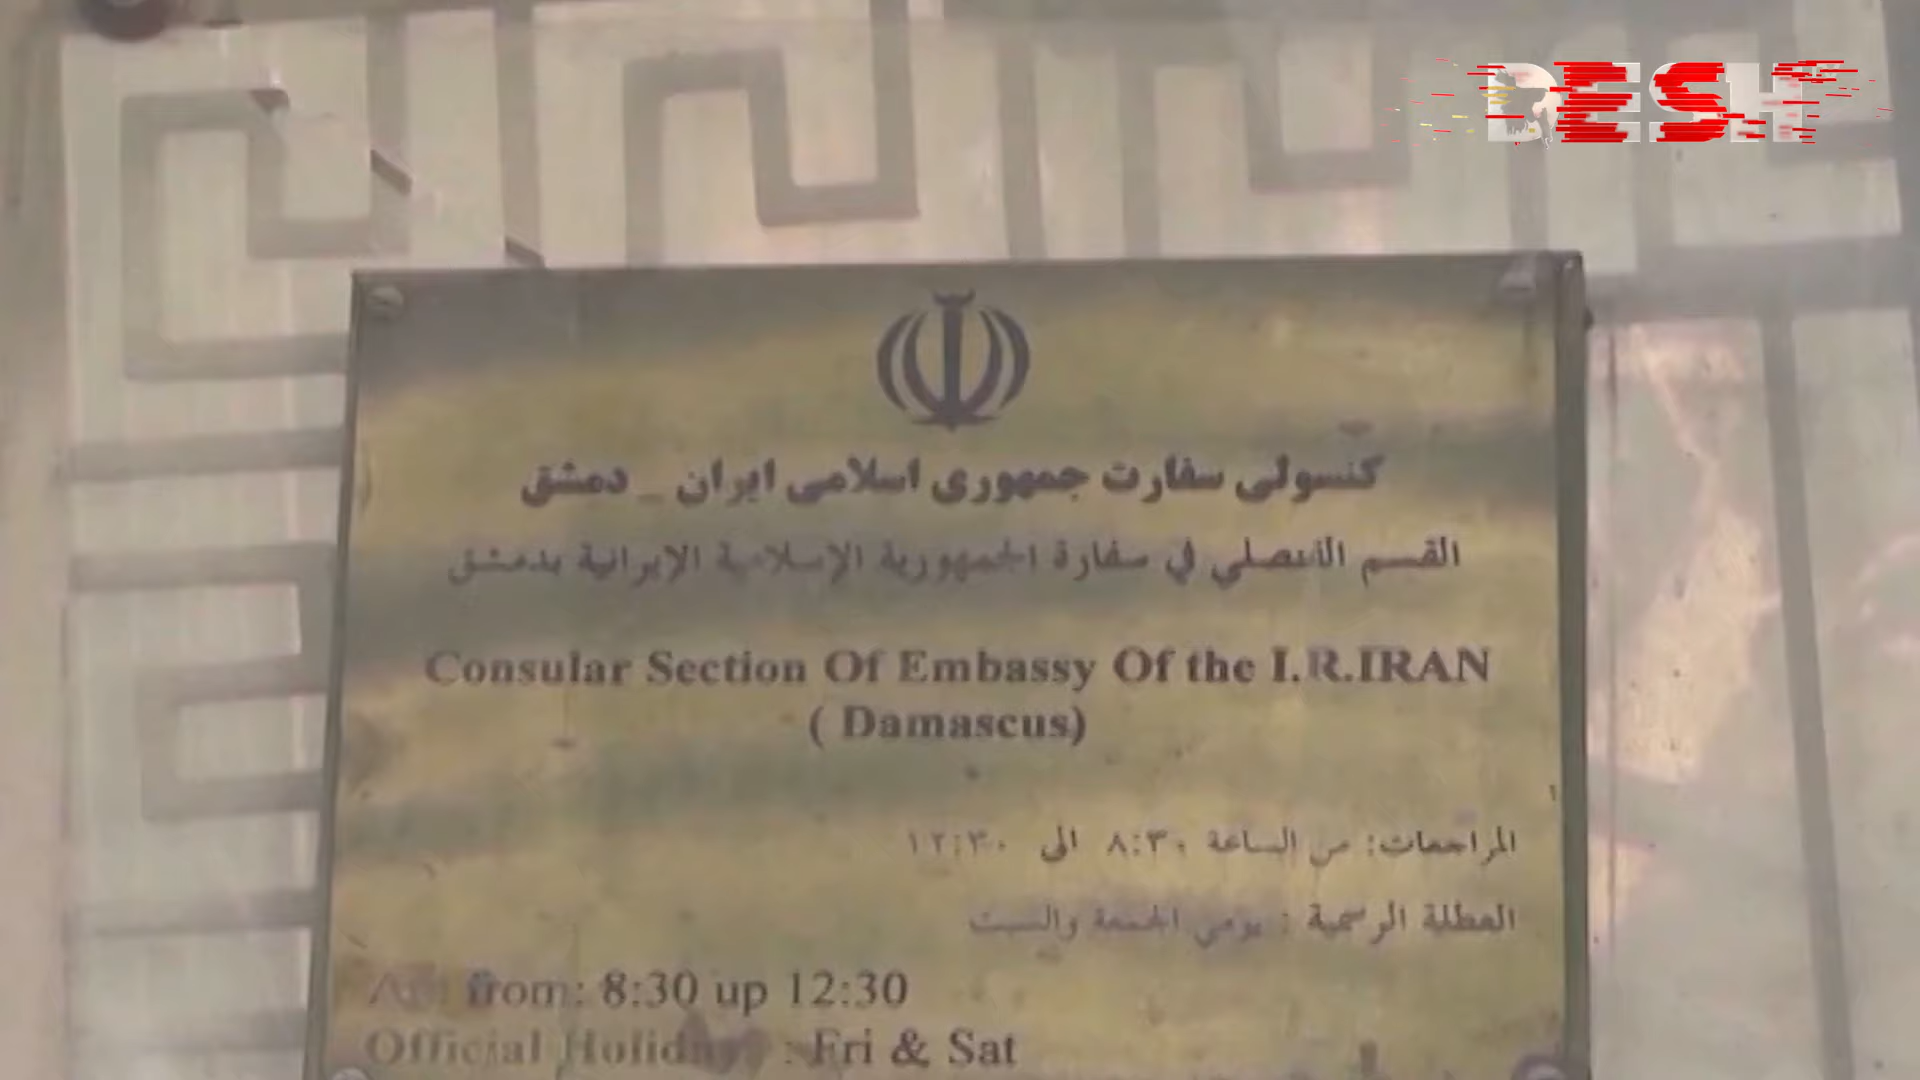 DESH
كنسولی سفارت جمهوری اسلامی ایران _ دمشق
القسم القنصلي في سفارة الجمهورية الإسلامية الإيرانية بدمشق
Consular Section Of Embassy Of the I.R.IRAN
( Damascus)
المراجعات: من الساعة ٨:٣٠ الى ١٢:٣٠
العطلة الرسمية : يومي الجمعة والسبت
from: 8:30 up 12:30
Official Holiday : Fri & Sat